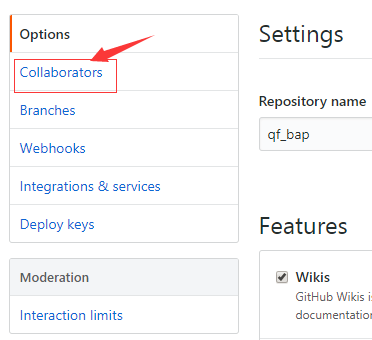 Options
Collaborators
Branches
Webhooks
Integrations & services
Deploy keys
Moderation
Interaction limits
Settings
Repository name
qf_bap
Features
Wikis
GitHub Wikis is
documentation